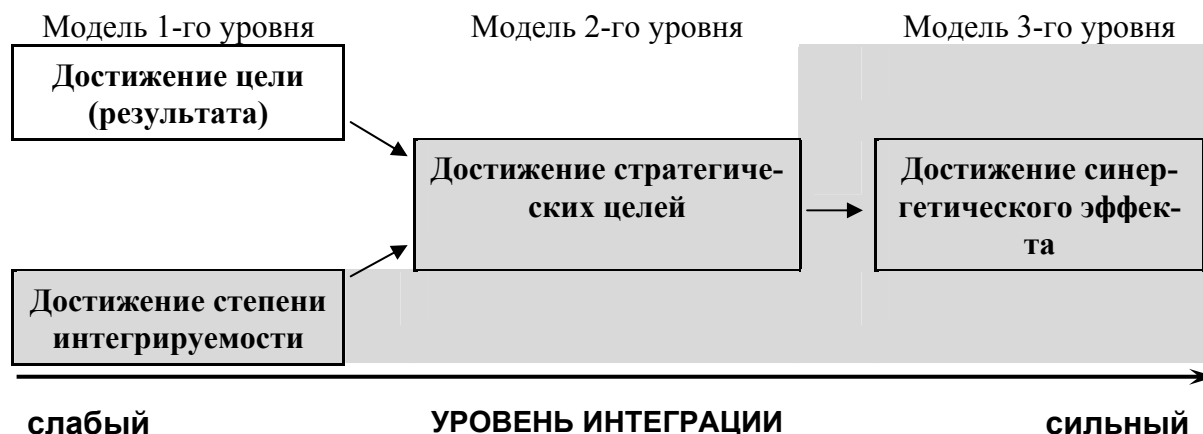 Модель 1-го уровня
Модель 2-го уровня
Модель 3-го уровня
Достижение цели
(результата)
Достижение стратегиче-
ских целей
Достижение синер-
гетического эффек-
та
Достижение степени
интегрируемости
слабый
УРОВЕНЬ ИНТЕГРАЦИИ
сильный